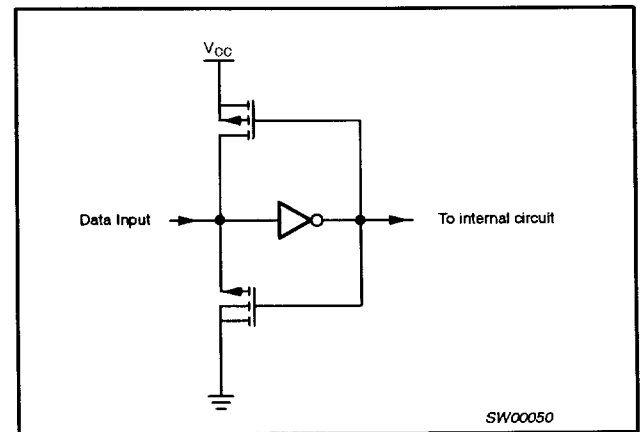 VCC
Data Input
To internal circuit
SW00050